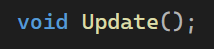 void Update();